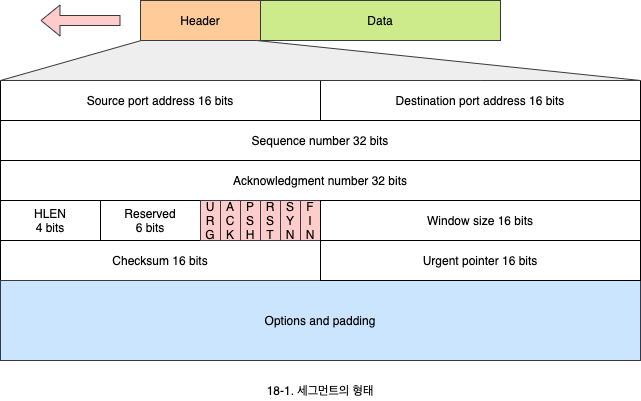 Header
Data
Source port address 16 bits
Destination port address 16 bits
Sequence number 32 bits
Acknowledgment number 32 bits
HLEN
4 bits
Reserved
6 bits
URG
ACK
PSH
RST
SYN
FIN
Window size 16 bits
Checksum 16 bits
Urgent pointer 16 bits
Options and padding
18-1. 세그먼트의 형태